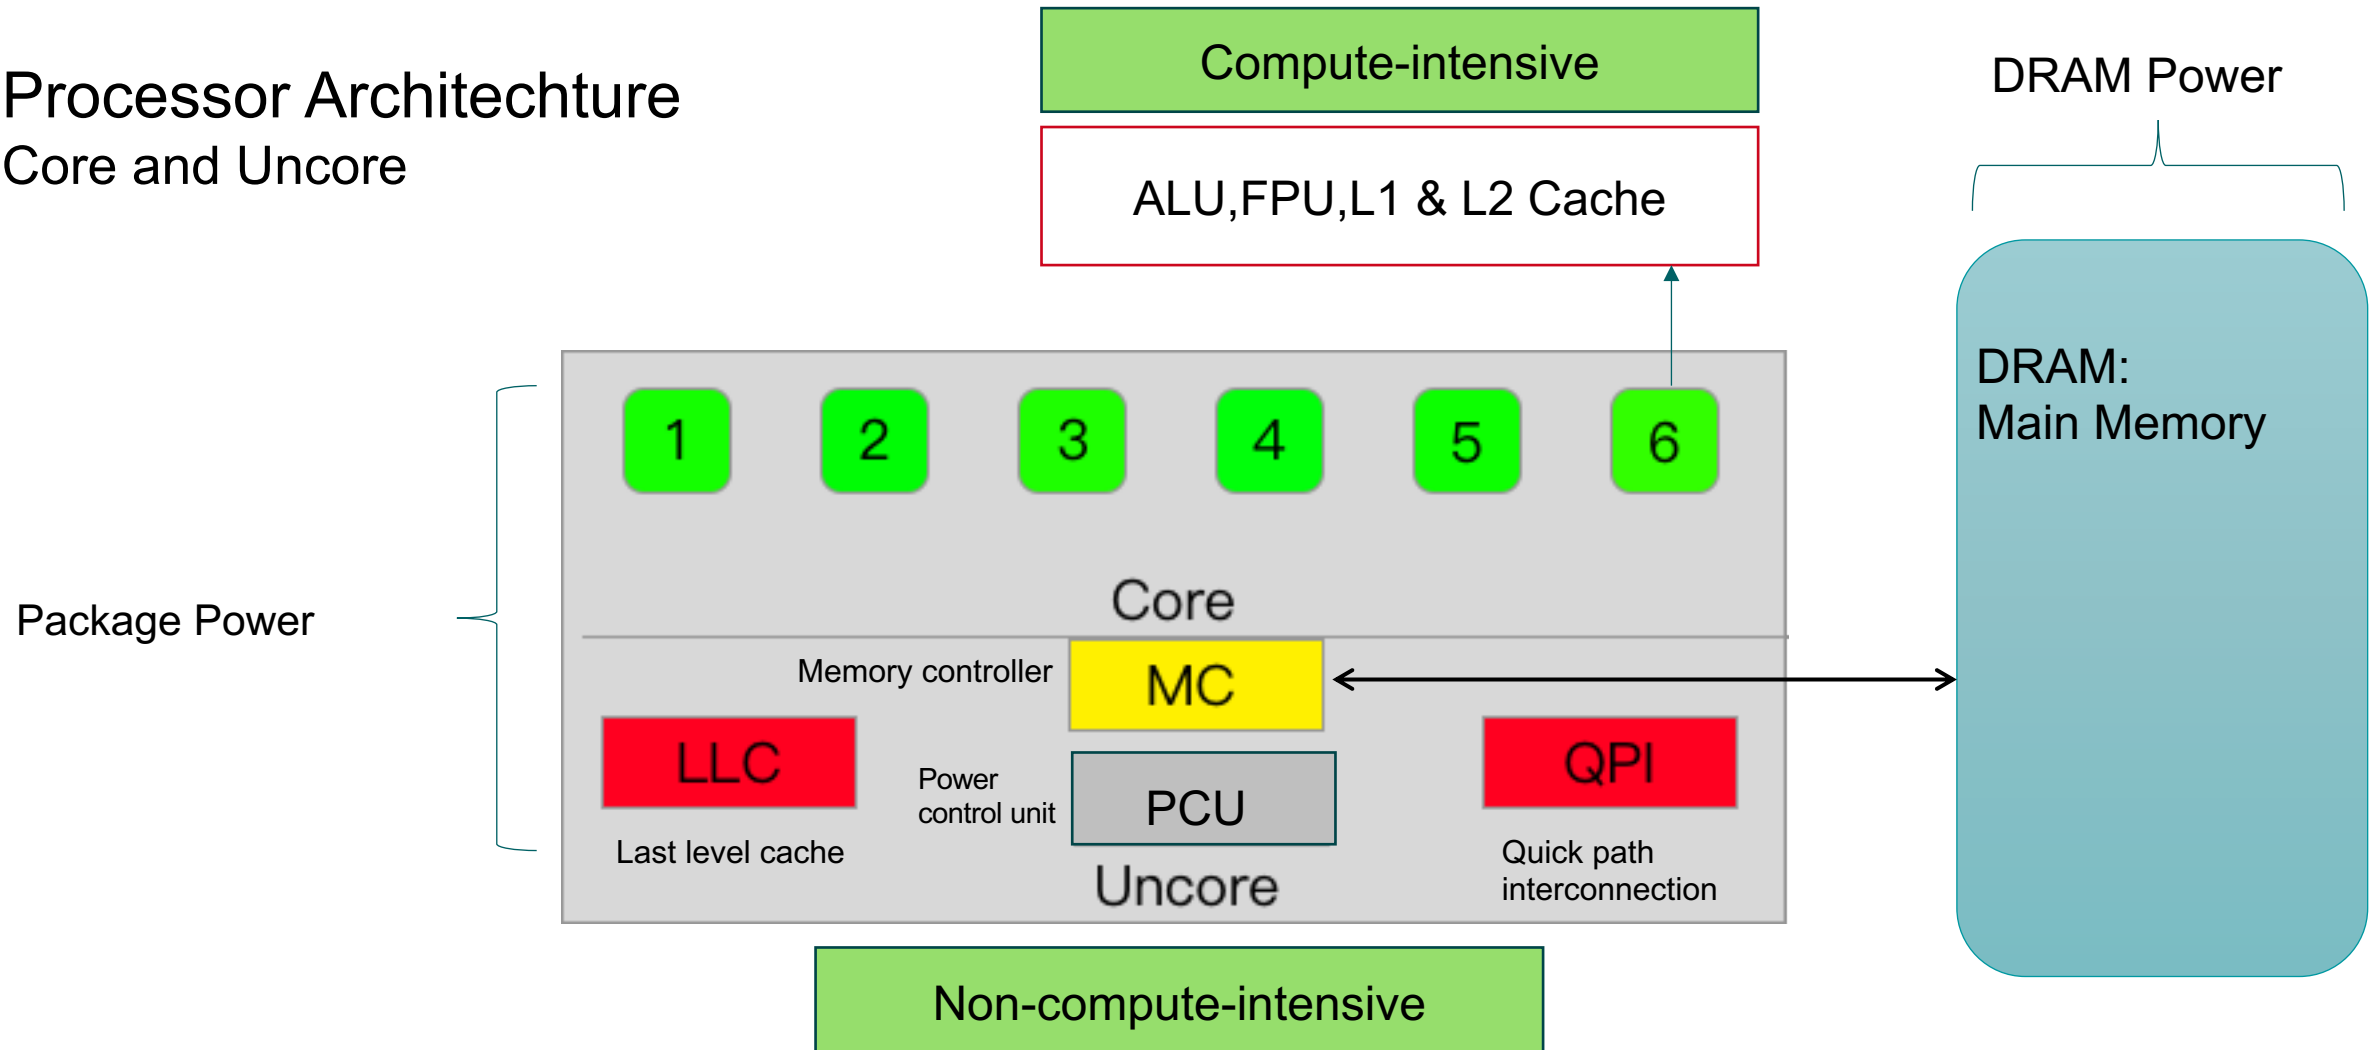 Processor Architechture
Core and Uncore
Compute-intensive
ALU,FPU,L1 & L2 Cache
DRAM Power
DRAM:
Main Memory
1
2
3
4
5
6
Core
Package Power
Memory controller
MC
LLC
Last level cache
Power
control unit
PCU
QPI
Quick path
interconnection
Uncore
Non-compute-intensive